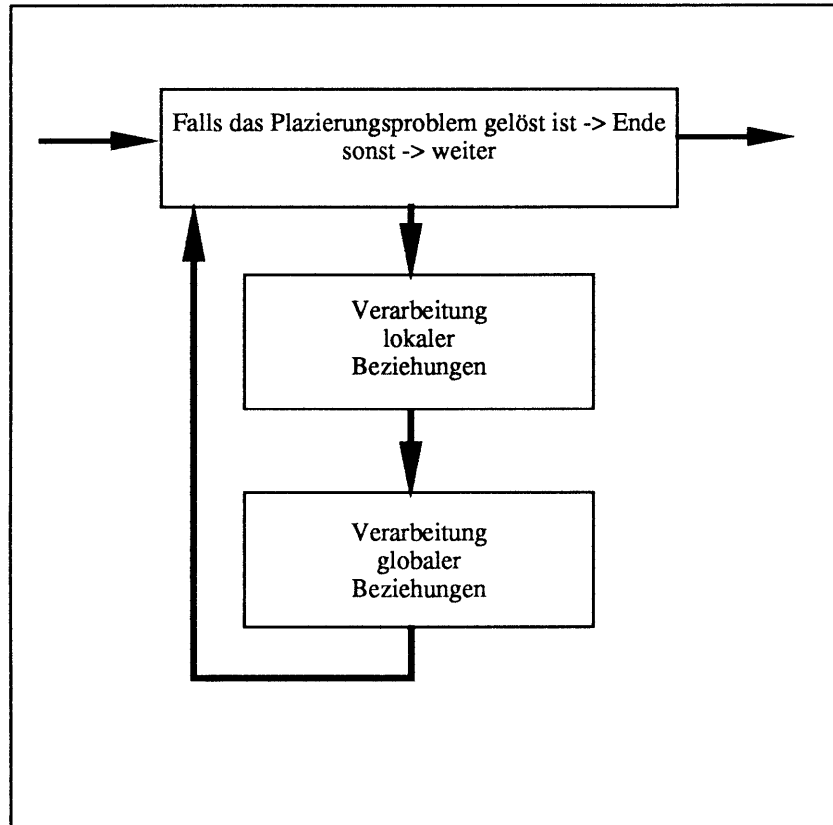 Falls das Plazierungsproblem gelöst ist -> Ende
sonst -> weiter
Verarbeitung
lokaler
Beziehungen
Verarbeitung
globaler
Beziehungen